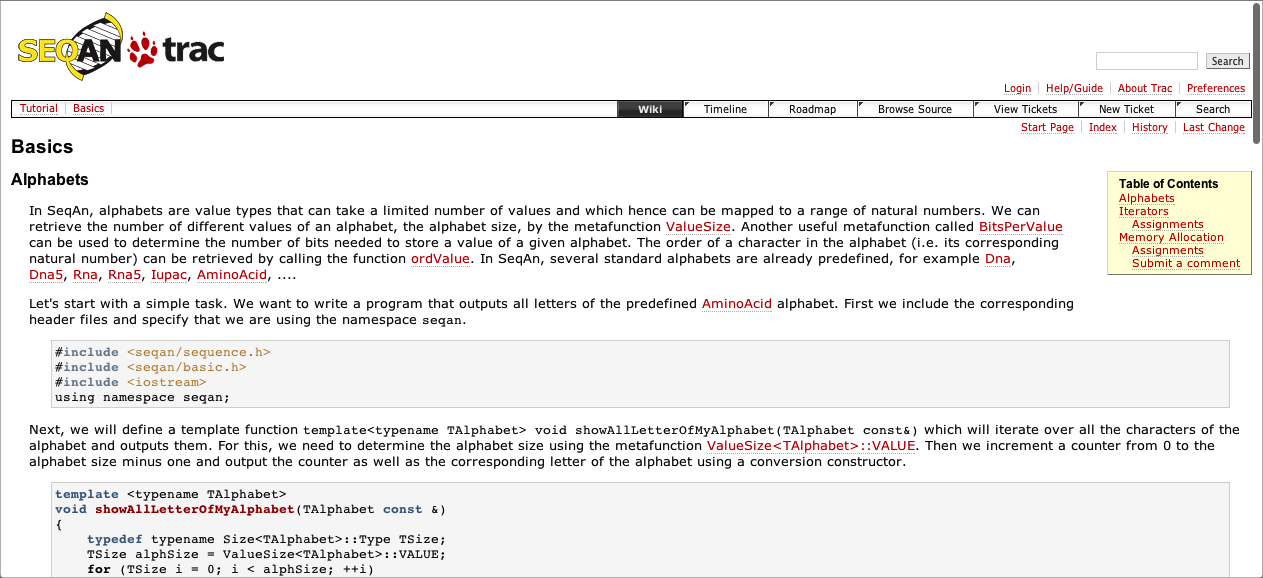 SEQAN trac
Search
Login Help/Guide About Trac Preferences
Tutorial Basics Wiki Timeline Roadmap Browse Source View Tickets New Ticket Search
Start Page Index History Last Change
Basics
Alphabets
Table of Contents
Alphabets
Iterators
Assignments
Memory Allocation
Assignments
Submit a comment
In SeqAn, alphabets are value types that can take a limited number of values and which hence can be mapped to a range of natural numbers. We can
retrieve the number of different values of an alphabet, the alphabet size, by the metafunction ValueSize. Another useful metafunction called BitsPerValue
can be used to determine the number of bits needed to store a value of a given alphabet. The order of a character in the alphabet (i.e. its corresponding
natural number) can be retrieved by calling the function ordValue. In SeqAn, several standard alphabets are already predefined, for example Dna,
Dna5, Rna, Rna5, Iupac, AminoAcid, ....
Let's start with a simple task. We want to write a program that outputs all letters of the predefined AminoAcid alphabet. First we include the corresponding
header files and specify that we are using the namespace seqan.
#include <seqan/sequence.h>
#include <seqan/basic.h>
#include <iostream>
using namespace seqan;
Next, we will define a template function template<typename TAlphabet> void showAllLetterOfMyAlphabet(TAlphabet const&) which will iterate over all the characters of the
alphabet and outputs them. For this, we need to determine the alphabet size using the metafunction ValueSize<TAlphabet>::VALUE. Then we increment a counter from 0 to the
alphabet size minus one and output the counter as well as the corresponding letter of the alphabet using a conversion constructor.
template <typename TAlphabet>
void showAllLetterOfMyAlphabet(TAlphabet const &)
{
    typedef typename Size<TAlphabet>::Type TSize;
    TSize alphSize = ValueSize<TAlphabet>::VALUE;
    for (TSize i = 0; i < alphSize; ++i)